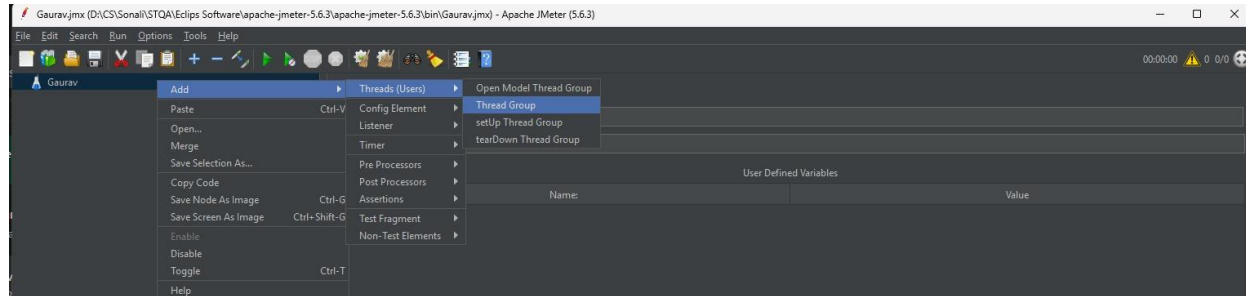 Gaurav.jmx (D:\CS\Sonali\STQA\Eclips Software\apache-jmeter-5.6.3\apache-jmeter-5.6.3\bin\Gaurav.jmx) - Apache JMeter (5.6.3)
File Edit Search Run Options Tools Help
00:00:00 0 0/0
Gaurav
Add
Paste Ctrl-V
Open...
Merge
Save Selection As...
Copy Code
Save Node As Image Ctrl-G
Save Screen As Image Ctrl+Shift-G
Enable
Disable
Toggle Ctrl-T
Help
Threads (Users)
Config Element
Listener
Timer
Pre Processors
Post Processors
Assertions
Test Fragment
Non-Test Elements
Open Model Thread Group
Thread Group
setUp Thread Group
tearDown Thread Group
User Defined Variables
Name: Value